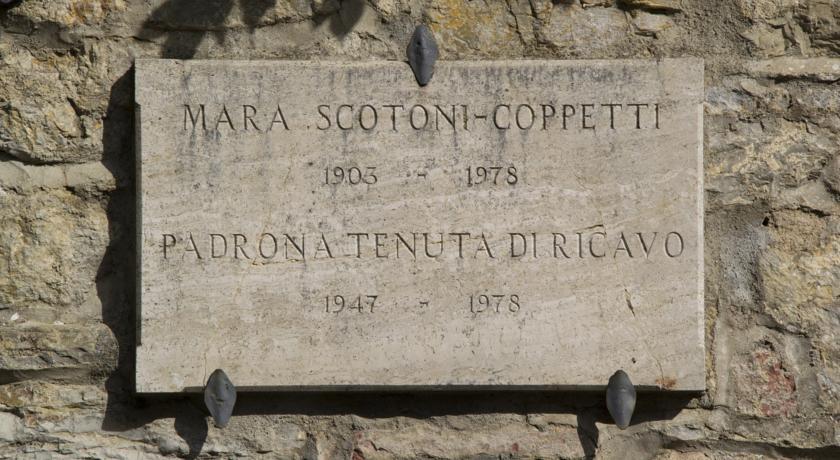 MARA SCOTONI-COPPETTI
1903 - 1978
PADRONA TENUTA DI RICAVO
1947 - 1978